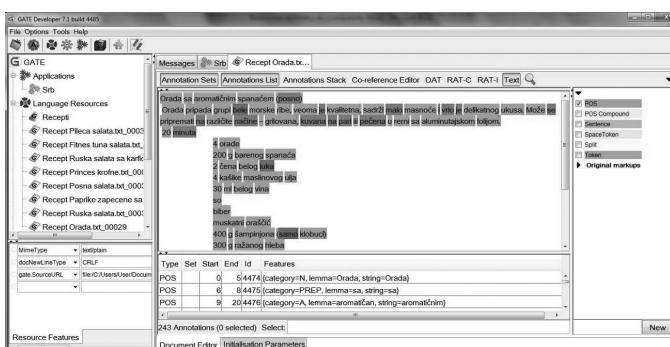 GATE Developer 7.1 build 4485
File Options Tools Help
GATE
Applications
Srb
Language Resources
Recepti
Recept Pileca salata.txt_0003
Recept Fitnes tuna salata.txt_
Recept Ruska salata sa karfic
Recept Princes krofne.txt_000
Recept Posna salata.txt_0003
Recept Paprike zapecene sa
Recept Ruska salata.txt_0003
Recept Orada.txt_00029
MimeType text/plain
docNewLineType CRLF
gate.SourceURL file:/C:/Users/User/Docum
Resource Features
Messages Srb Recept Orada.tx...
Annotation Sets Annotations List Annotations Stack Co-reference Editor OAT RAT-C RAT-I Text
Orada sa aromatičnim spanaćem (posno)
Orada pripada grupi bele morske ribe, veoma je kvalitetna, sadrži malo masnoće i vrlo je delikatnog ukusa. Može se
pripremati na različite načine – grilovana, kuvana na pari ili pečena u rerni sa aluminutajskom folijom.
20 minuta
4 orade
200 g barenog spanaća
2 čena belog luka
4 kašike maslinovog ulja
30 ml belog vina
so
biber
muskatni oraščić
400 g šampinjona (samo klobuci)
300 g ražanog hleba
Type Set Start End Id Features
POS 0 5 4474 {category=N, lemma=Orada, string=Orada}
POS 6 8 4475 {category=PREP, lemma=sa, string=sa}
POS 9 20 4476 {category=A, lemma=aromatičan, string=aromatičnim}
243 Annotations (0 selected) Select:
New
Document Editor Initialisation Parameters
POS
POS Compound
Sentence
SpaceToken
Split
Token
Original markups